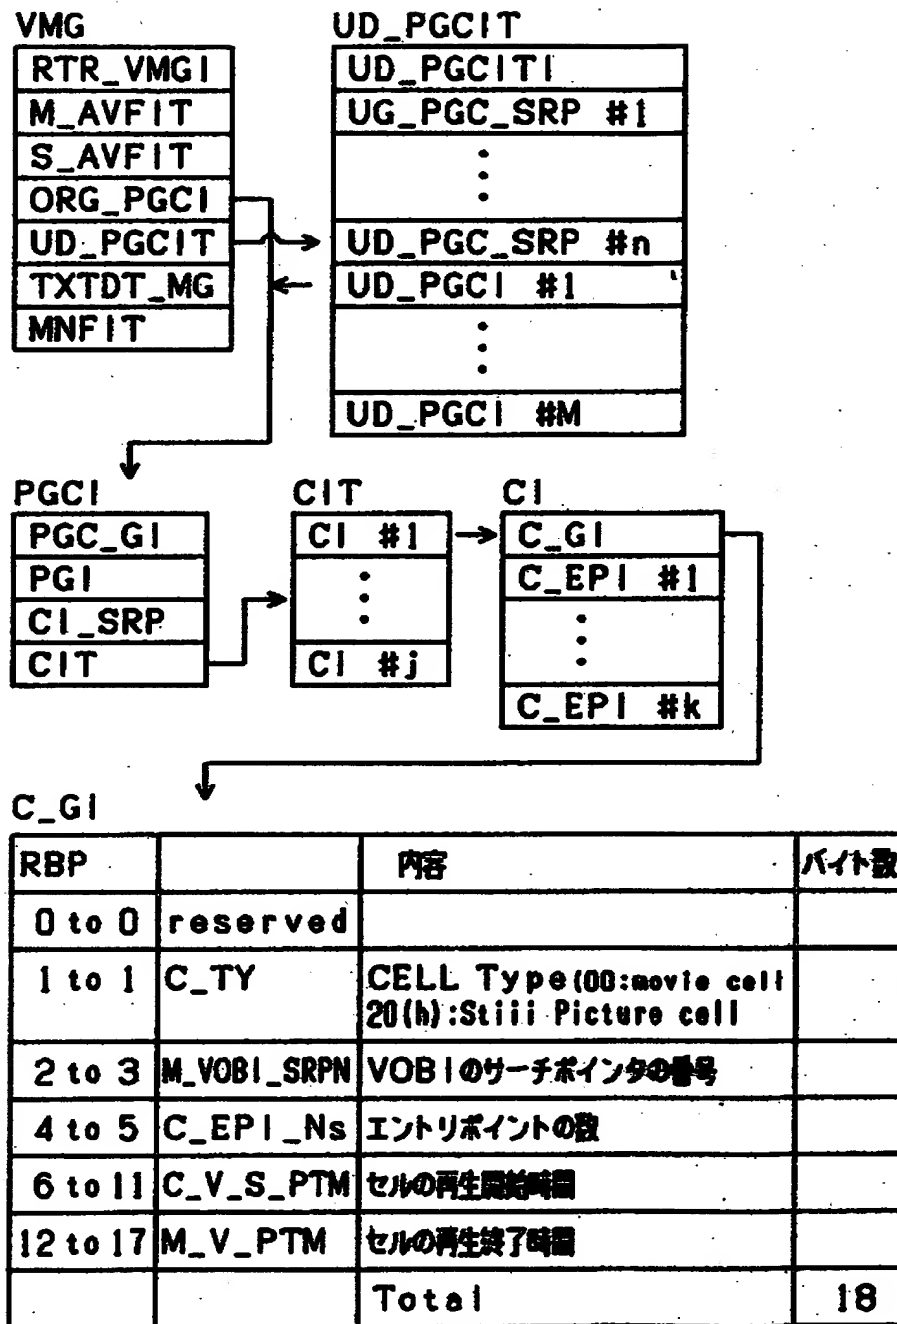 VMG
RTR_VMGI
M_AVFIT
S_AVFIT
ORG_PGCI
UD_PGCIT
TXTDT_MG
MNFIT
UD_PGCIT
UD_PGCITI
UG_PGC_SRP #1
UD_PGC_SRP #n
UD_PGCI #1
UD_PGCI #M
PGCI
PGC_GI
PGI
CI_SRP
CIT
CIT
CI #1
CI #j
CI
C_GI
C_EPI #1
C_EPI #k
C_GI
RBP 内容 バイト数
0 to 0 reserved
1 to 1 C_TY CELL Type(00:movie cell
20(h):Stiii Picture cell
2 to 3 M_VOBI_SRPN VOBIのサーチポインタの番号
4 to 5 C_EPI_Ns エントリポイントの数
6 to 11 C_V_S_PTM セルの再生開始時間
12 to 17 M_V_PTM セルの再生終了時間
Total 18